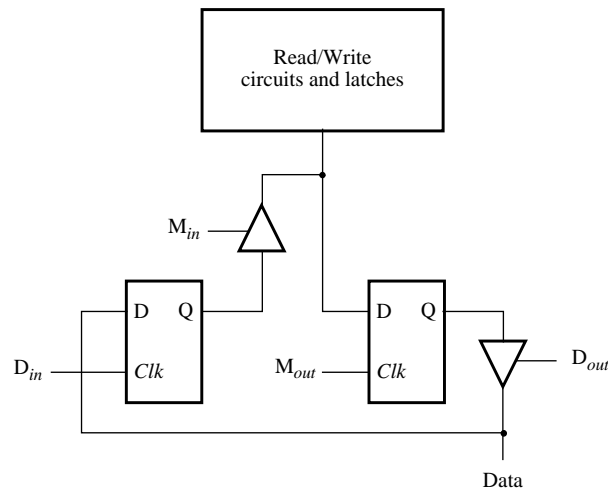 Read/Write
circuits and latches
M_in
D Q
D Q
D_in
Clk
M_out
Clk
D_out
Data